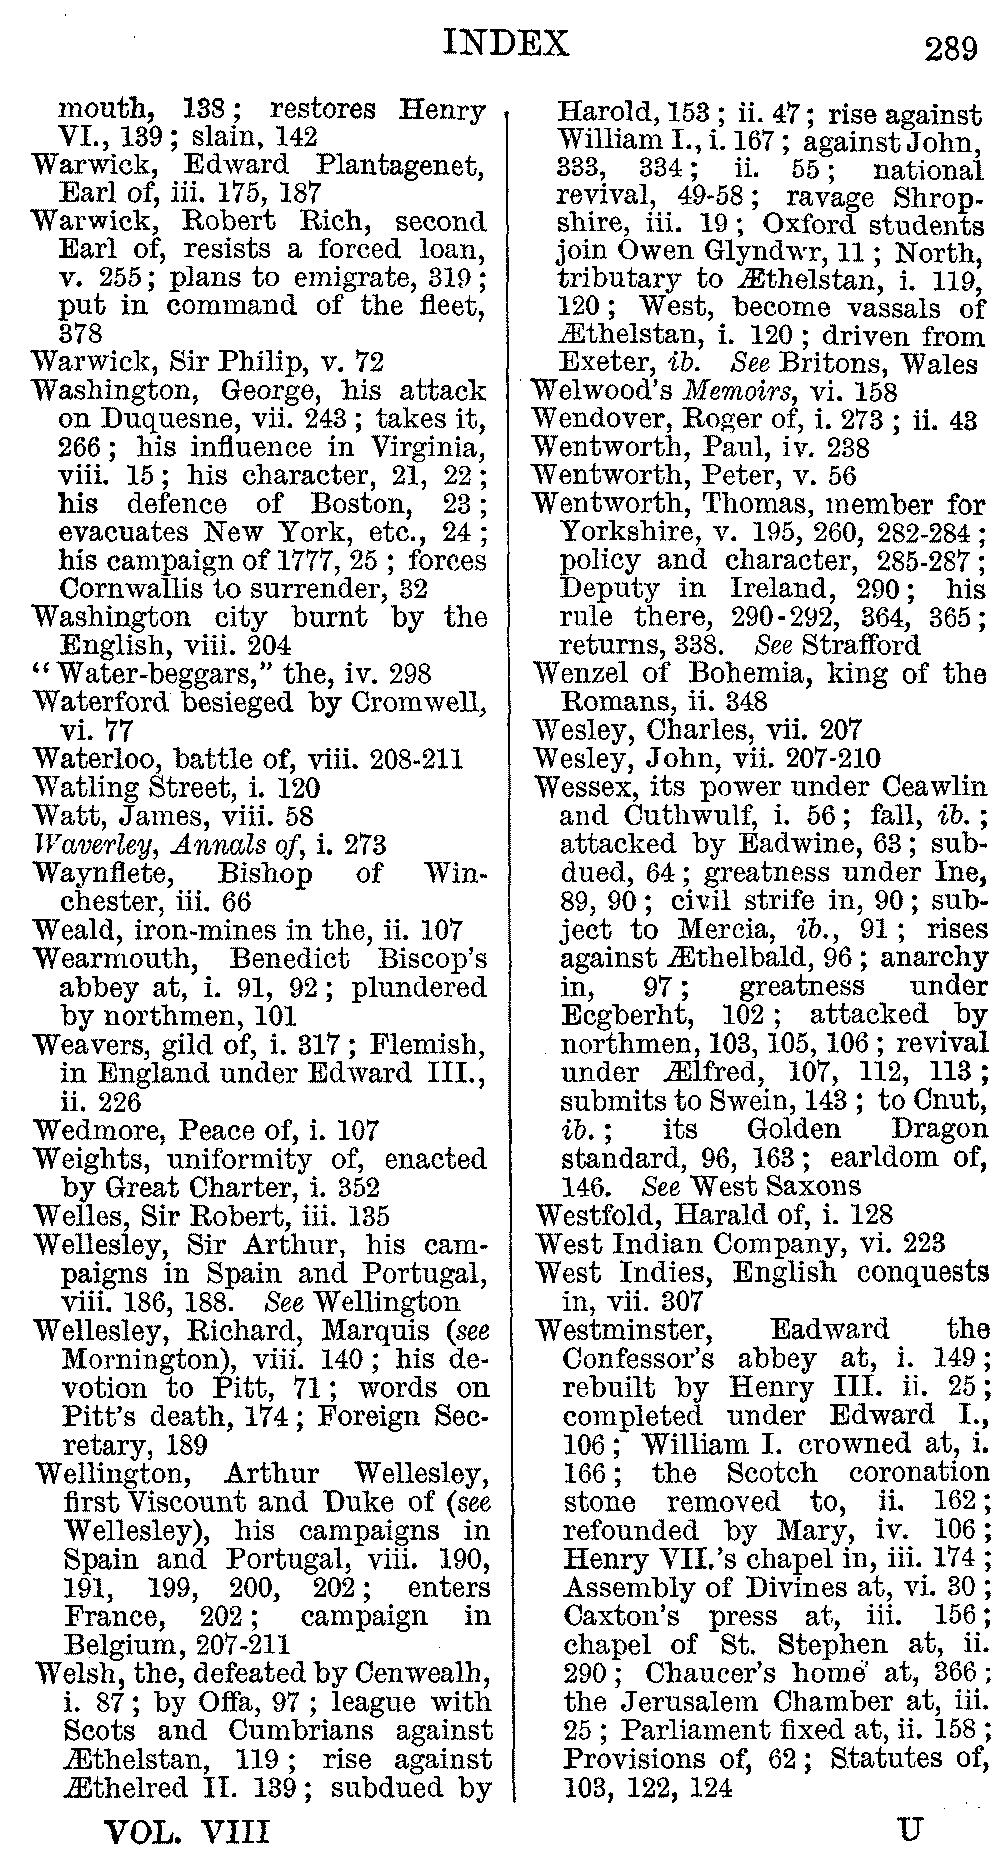 INDEX 289
mouth, 138 ; restores Henry
VI., 139 ; slain, 142
Warwick, Edward Plantagenet,
Earl of, iii. 175, 187
Warwick, Robert Rich, second
Earl of, resists a forced loan,
v. 255 ; plans to emigrate, 319 ;
put in command of the fleet,
378
Warwick, Sir Philip, v. 72
Washington, George, his attack
on Duquesne, vii. 243 ; takes it,
266 ; his influence in Virginia,
viii. 15 ; his character, 21, 22 ;
his defence of Boston, 23 ;
evacuates New York, etc., 24 ;
his campaign of 1777, 25 ; forces
Cornwallis to surrender, 32
Washington city burnt by the
English, viii. 204
“Water-beggars,” the, iv. 298
Waterford besieged by Cromwell,
vi. 77
Waterloo, battle of, viii. 208-211
Watling Street, i. 120
Watt, James, viii. 58
Waverley, Annals of, i. 273
Waynflete, Bishop of Win-
chester, iii. 66
Weald, iron-mines in the, ii. 107
Wearmouth, Benedict Biscop's
abbey at, i. 91, 92 ; plundered
by northmen, 101
Weavers, gild of, i. 317 ; Flemish,
in England under Edward III.,
ii. 226
Wedmore, Peace of, i. 107
Weights, uniformity of, enacted
by Great Charter, i. 352
Welles, Sir Robert, iii. 135
Wellesley, Sir Arthur, his cam-
paigns in Spain and Portugal,
viii. 186, 188. See Wellington
Wellesley, Richard, Marquis (see
Mornington), viii. 140 ; his de-
votion to Pitt, 71 ; words on
Pitt's death, 174 ; Foreign Sec-
retary, 189
Wellington, Arthur Wellesley,
first Viscount and Duke of (see
Wellesley), his campaigns in
Spain and Portugal, viii. 190,
191, 199, 200, 202 ; enters
France, 202 ; campaign in
Belgium, 207-211
Welsh, the, defeated by Cenwealh,
i. 87 ; by Offa, 97 ; league with
Scots and Cumbrians against
Æthelstan, 119 ; rise against
Æthelred II. 139 ; subdued by
Harold, 153 ; ii. 47 ; rise against
William I., i. 167 ; against John,
333, 334 ; ii. 55 ; national
revival, 49-58 ; ravage Shrop-
shire, iii. 19 ; Oxford students
join Owen Glyndwr, 11 ; North,
tributary to Æthelstan, i. 119,
120 ; West, become vassals of
Æthelstan, i. 120 ; driven from
Exeter, ib. See Britons, Wales
Welwood's Memoirs, vi. 158
Wendover, Roger of, i. 273 ; ii. 43
Wentworth, Paul, iv. 238
Wentworth, Peter, v. 56
Wentworth, Thomas, member for
Yorkshire, v. 195, 260, 282-284 ;
policy and character, 285-287 ;
Deputy in Ireland, 290 ; his
rule there, 290-292, 364, 365 ;
returns, 338. See Strafford
Wenzel of Bohemia, king of the
Romans, ii. 348
Wesley, Charles, vii. 207
Wesley, John, vii. 207-210
Wessex, its power under Ceawlin
and Cuthwulf, i. 56 ; fall, ib. ;
attacked by Eadwine, 63 ; sub-
dued, 64 ; greatness under Ine,
89, 90 ; civil strife in, 90 ; sub-
ject to Mercia, ib., 91 ; rises
against Æthelbald, 96 ; anarchy
in, 97 ; greatness under
Ecgberht, 102 ; attacked by
northmen, 103, 105, 106 ; revival
under Ælfred, 107, 112, 113 ;
submits to Swein, 143 ; to Cnut,
ib. ; its Golden Dragon
standard, 96, 163 ; earldom of,
146. See West Saxons
Westfold, Harald of, i. 128
West Indian Company, vi. 223
West Indies, English conquests
in, vii. 307
Westminster, Eadward the
Confessor's abbey at, i. 149 ;
rebuilt by Henry III. ii. 25 ;
completed under Edward I.,
106 ; William I. crowned at, i.
166 ; the Scotch coronation
stone removed to, ii. 162 ;
refounded by Mary, iv. 106 ;
Henry VII.'s chapel in, iii. 174 ;
Assembly of Divines at, vi. 30 ;
Caxton's press at, iii. 156 ;
chapel of St. Stephen at, ii.
290 ; Chaucer's home at, 366 ;
the Jerusalem Chamber at, iii.
25 ; Parliament fixed at, ii. 158 ;
Provisions of, 62 ; Statutes of,
103, 122, 124
VOL. VIII U